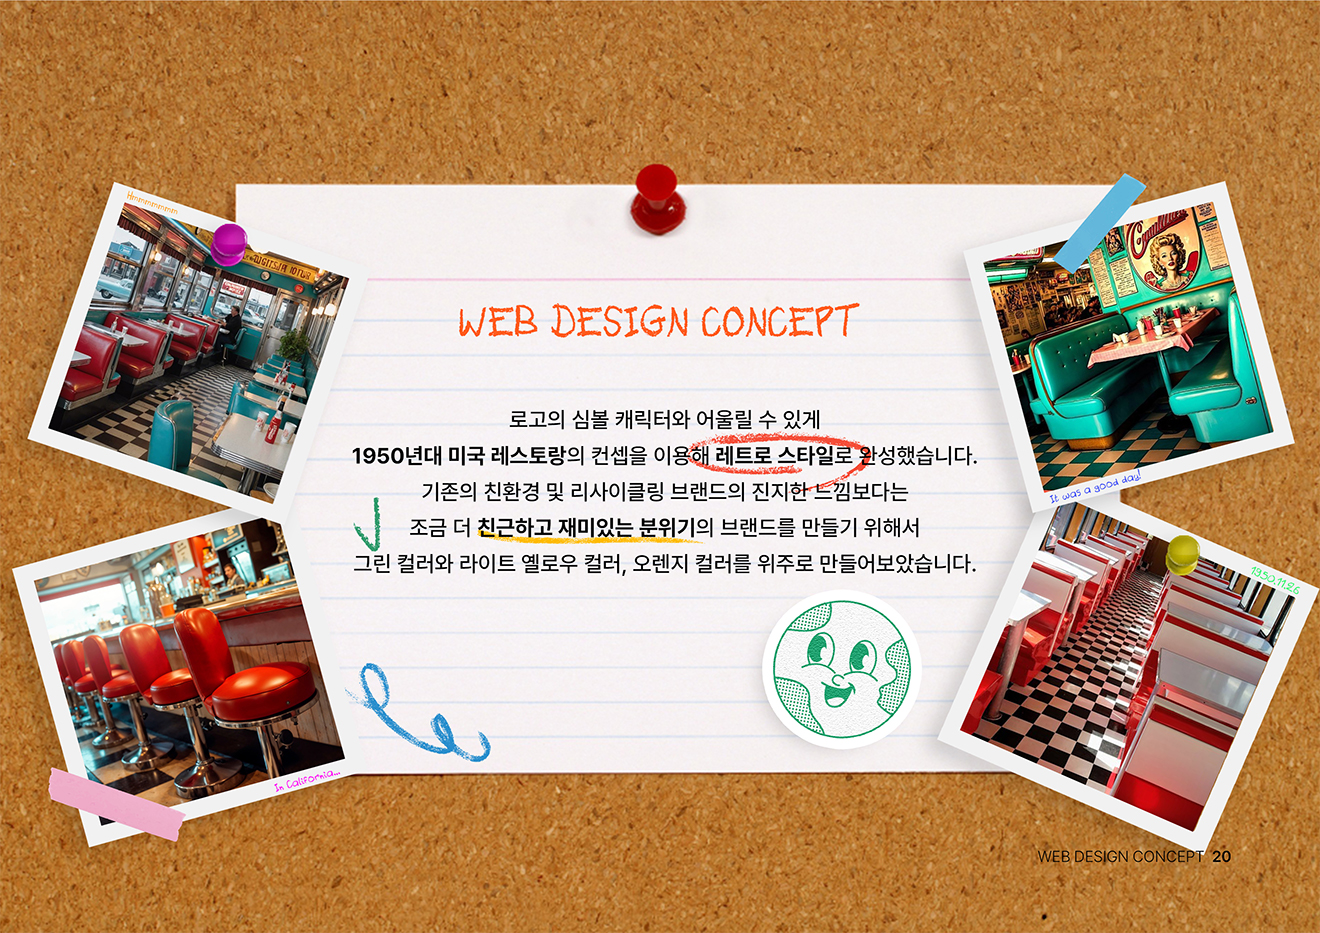 Hmmmmmmm
WEB DESIGN CONCEPT
로고의 심볼 캐릭터와 어울릴 수 있게
1950년대 미국 레스토랑의 컨셉을 이용해 레트로 스타일로 완성했습니다.
기존의 친환경 및 리사이클링 브랜드의 진지한 느낌보다는
조금 더 친근하고 재미있는 분위기의 브랜드를 만들기 위해서
그린 컬러와 라이트 옐로우 컬러, 오렌지 컬러를 위주로 만들어보았습니다.
It was a good day!
1950.11.26
In California...
WEB DESIGN CONCEPT 20